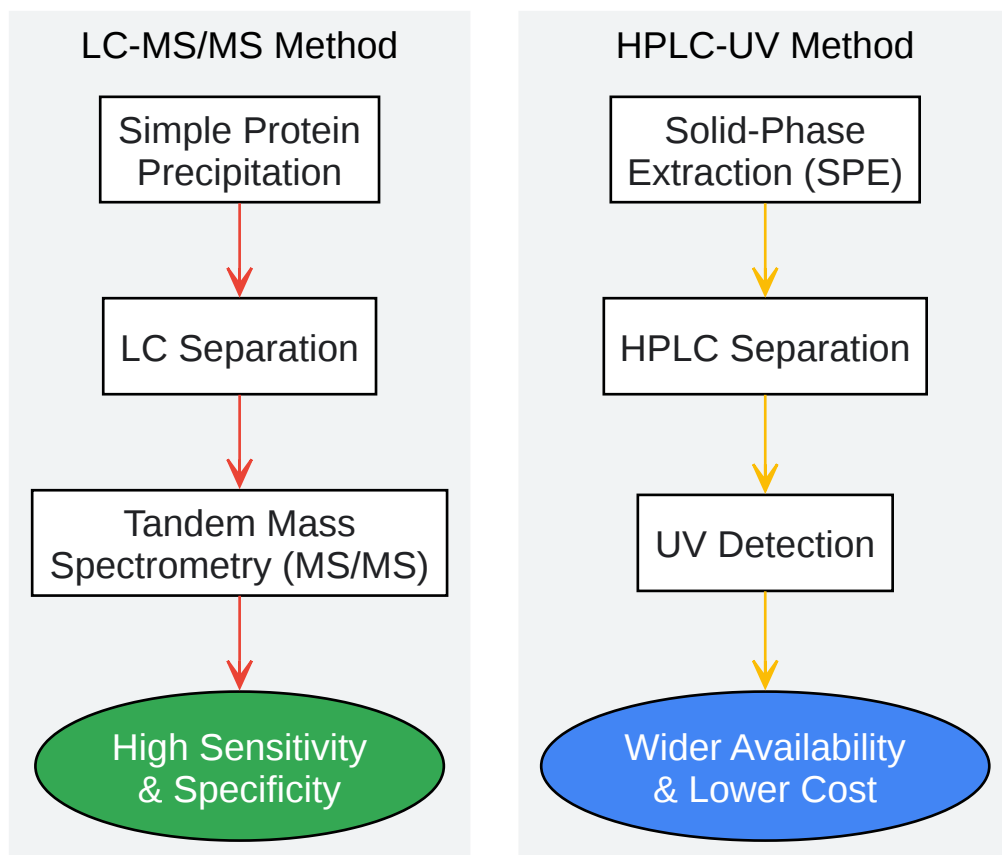 LC-MS/MS Method
Simple Protein
Precipitation
LC Separation
Tandem Mass
Spectrometry (MS/MS)
High Sensitivity
& Specificity
HPLC-UV Method
Solid-Phase
Extraction (SPE)
HPLC Separation
UV Detection
Wider Availability
& Lower Cost